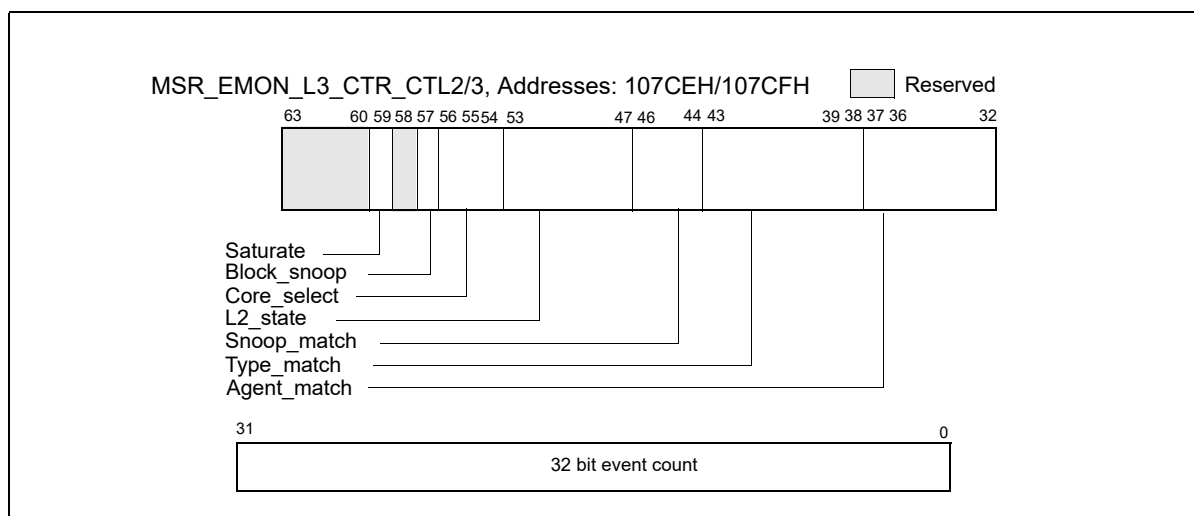 MSR_EMON_L3_CTR_CTL2/3, Addresses: 107CEH/107CFH Reserved
63 60 59 58 57 56 55 54 53 47 46 44 43 39 38 37 36 32
Saturate
Block_snoop
Core_select
L2_state
Snoop_match
Type_match
Agent_match
31 0
32 bit event count